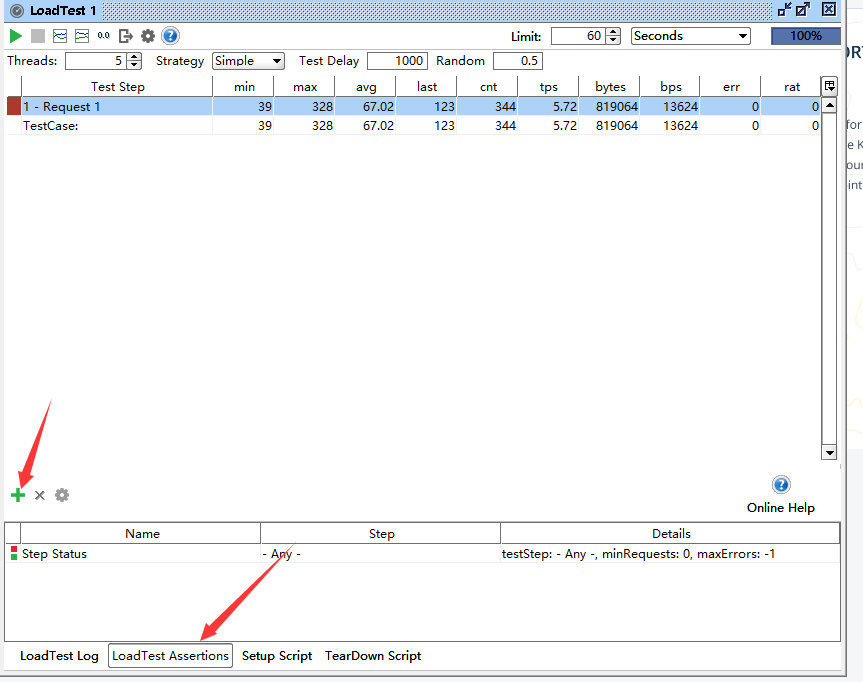 LoadTest 1
0.0 Limit: 60 Seconds 100%
Threads: 5 Strategy Simple Test Delay 1000 Random 0.5
Test Step min max avg last cnt tps bytes bps err rat
1 - Request 1 39 328 67.02 123 344 5.72 819064 13624 0 0
TestCase: 39 328 67.02 123 344 5.72 819064 13624 0 0
Online Help
Name Step Details
Step Status - Any - testStep: - Any -, minRequests: 0, maxErrors: -1
LoadTest Log LoadTest Assertions Setup Script TearDown Script